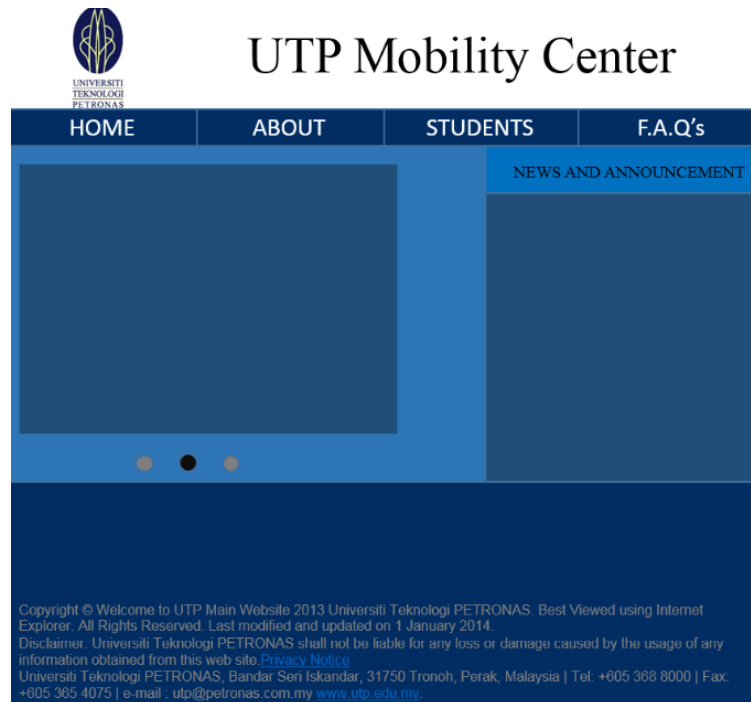 UNIVERSITI
TEKNOLOGI
PETRONAS
UTP Mobility Center
HOME ABOUT STUDENTS F.A.Q's
NEWS AND ANNOUNCEMENT
Copyright © Welcome to UTP Main Website 2013 Universiti Teknologi PETRONAS. Best Viewed using Internet
Explorer. All Rights Reserved. Last modified and updated on 1 January 2014.
Disclaimer: Universiti Teknologi PETRONAS shall not be liable for any loss or damage caused by the usage of any
information obtained from this web site.Privacy Notice
Universiti Teknologi PETRONAS, Bandar Seri Iskandar, 31750 Tronoh, Perak, Malaysia | Tel: +605 368 8000 | Fax:
+605 365 4075 | e-mail : utp@petronas.com.my www.utp.edu.my.